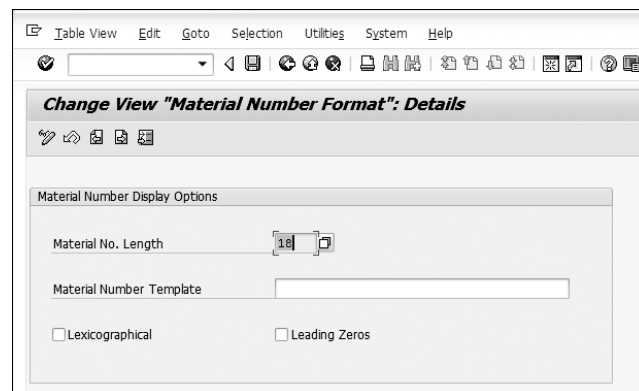 Table View Edit Goto Selection Utilities System Help
Change View "Material Number Format": Details
Material Number Display Options
Material No. Length 18
Material Number Template
Lexicographical Leading Zeros